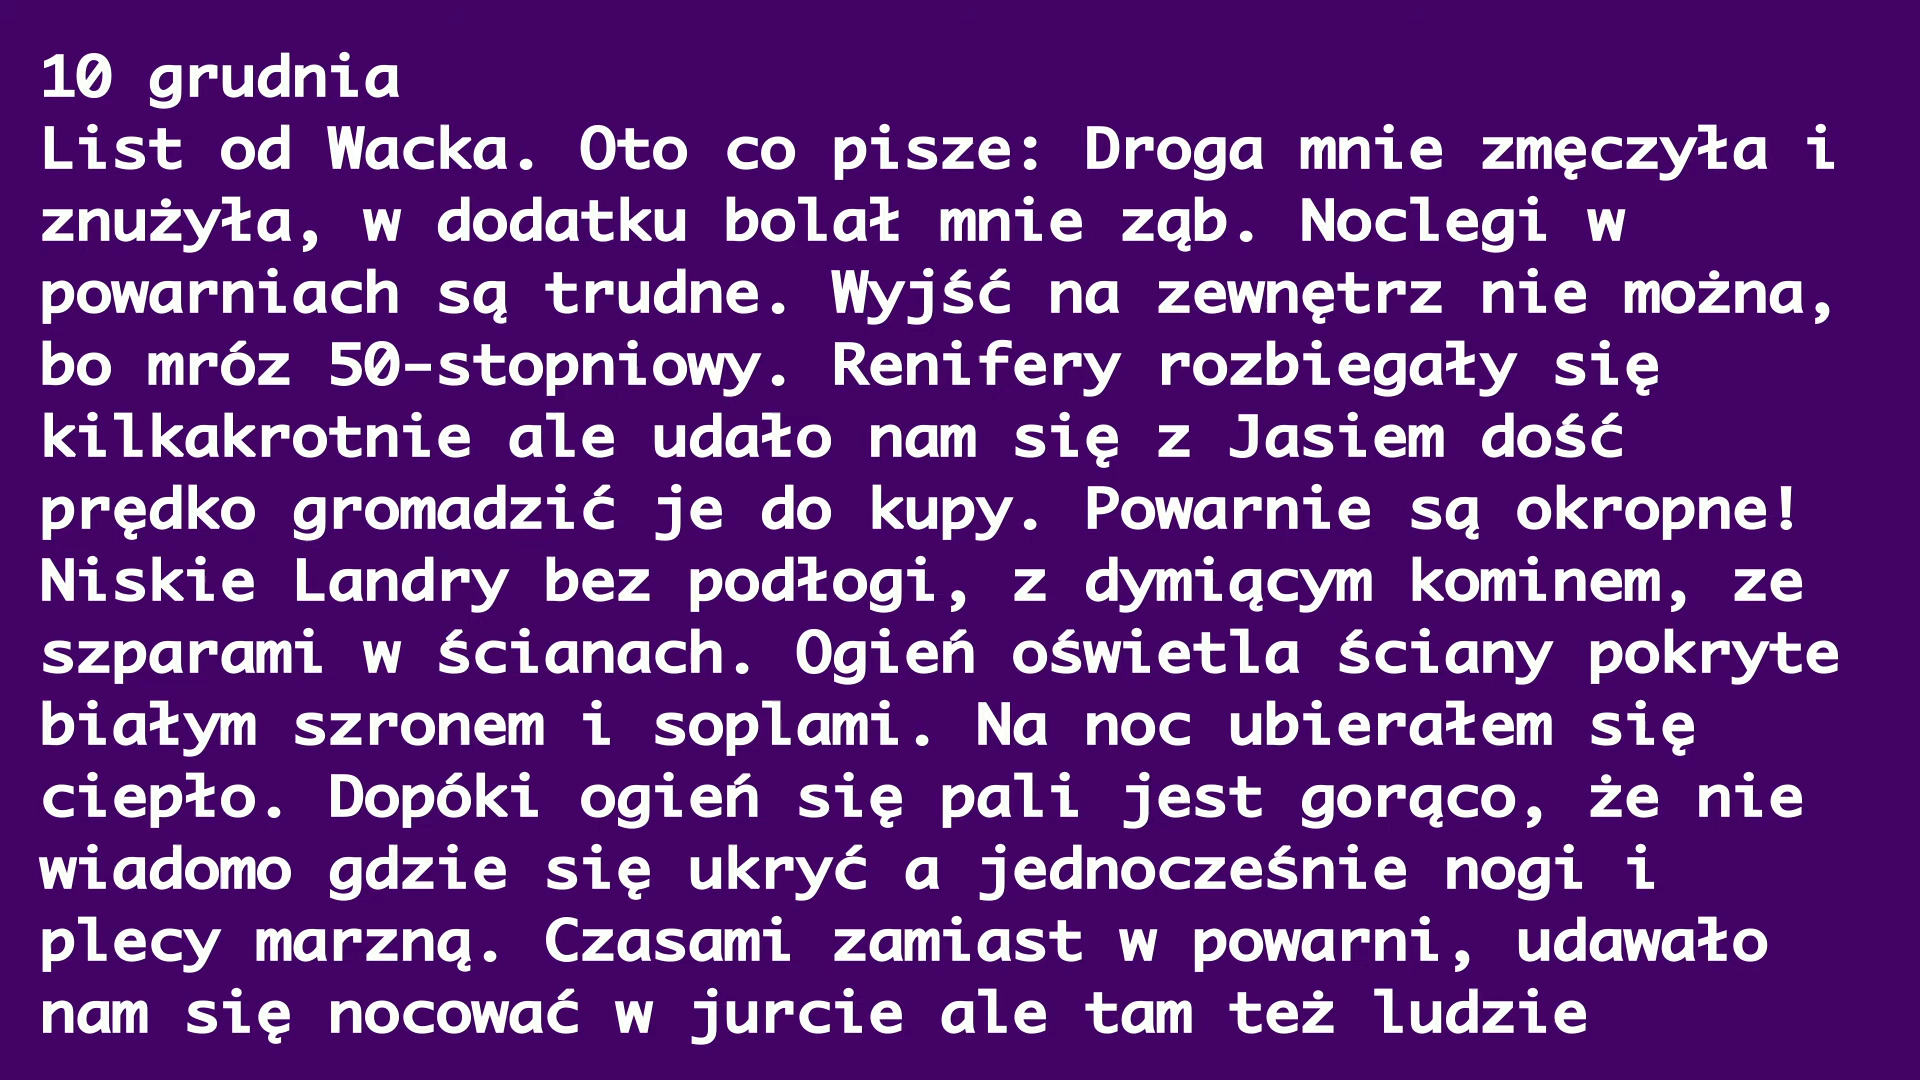 10 grudnia
List od Wacka. Oto co pisze: Droga mnie zmęczyła i
znużyła, w dodatku bolał mnie ząb. Noclegi w
powarniach są trudne. Wyjść na zewnętrz nie można,
bo mróz 50-stopniowy. Renifery rozbiegały się
kilkakrotnie ale udało nam się z Jasiem dość
prędko gromadzić je do kupy. Powarnie są okropne!
Niskie Landry bez podłogi, z dymiącym kominem, ze
szparami w ścianach. Ogień oświetla ściany pokryte
białym szronem i soplami. Na noc ubierałem się
ciepło. Dopóki ogień się pali jest gorąco, że nie
wiadomo gdzie się ukryć a jednocześnie nogi i
plecy marzną. Czasami zamiast w powarni, udawało
nam się nocować w jurcie ale tam też ludzie